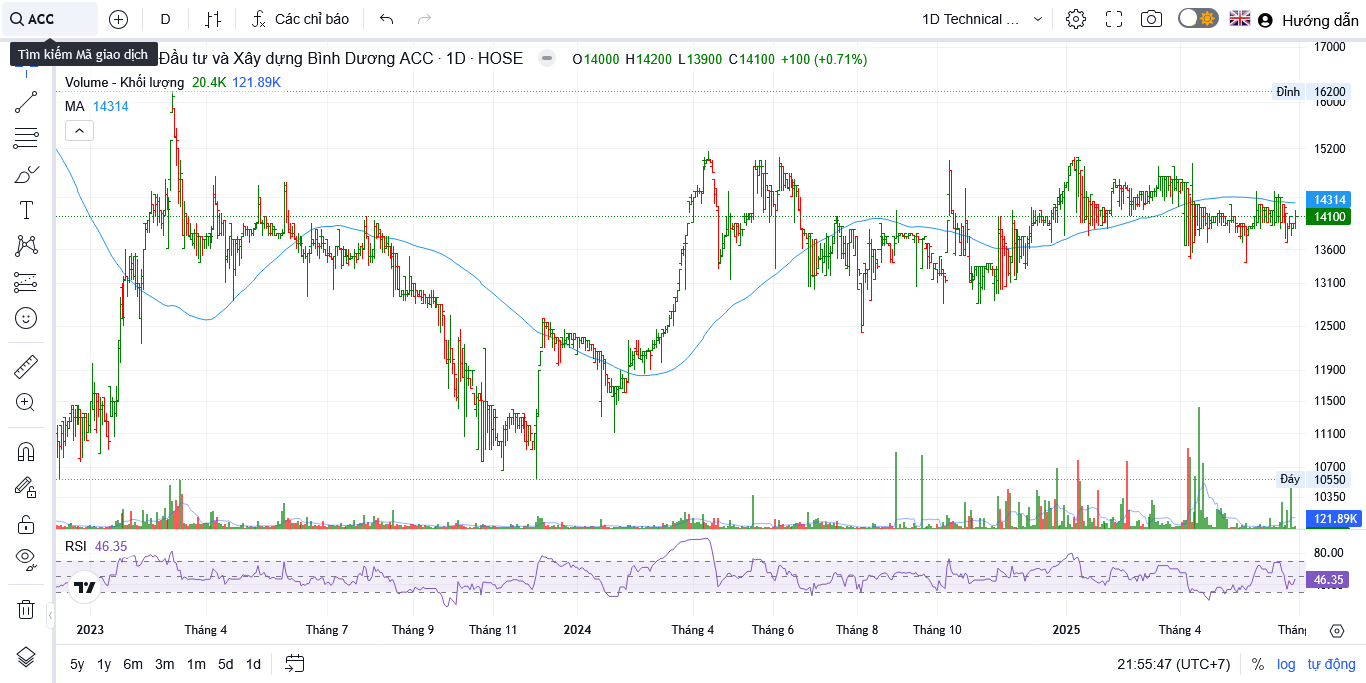 ACC D Các chỉ báo 1D Technical ... Hướng dẫn
Tìm kiếm Mã giao dịch
Đầu tư và Xây dựng Bình Dương ACC · 1D · HOSE O14000 H14200 L13900 C14100 +100 (+0.71%)
Volume - Khối lượng 20.4K 121.89K
MA 14314
17000
Đỉnh 16200
16000
15200
14314
14100
13600
13100
12500
11900
11500
11100
10700
Đáy 10550
10350
121.89K
RSI 46.35
80.00
46.35
2023 Tháng 4 Tháng 7 Tháng 9 Tháng 11 2024 Tháng 4 Tháng 6 Tháng 8 Tháng 10 2025 Tháng 4 Thán
5y 1y 6m 3m 1m 5d 1d 21:55:47 (UTC+7) % log tự động